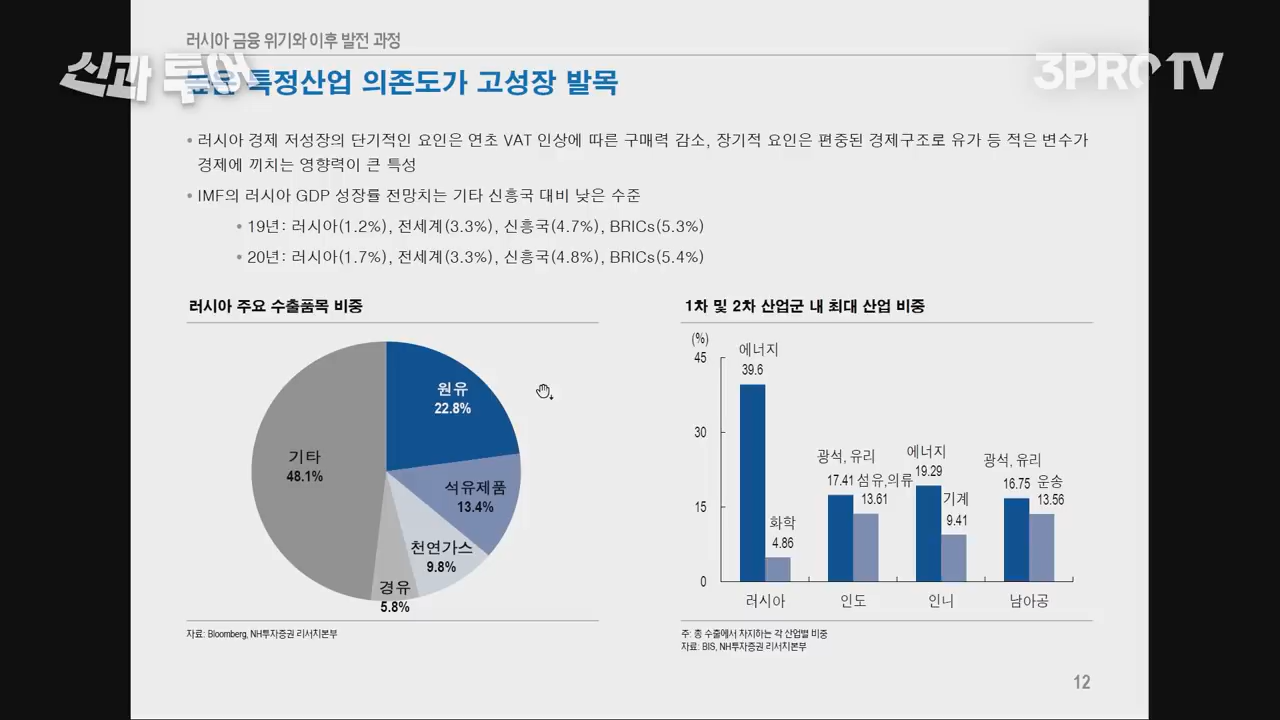 러시아 금융 위기와 이후 발전 과정
신과 투어
3PRO TV
특정산업 의존도가 고성장 발목
• 러시아 경제 저성장의 단기적인 요인은 연초 VAT 인상에 따른 구매력 감소, 장기적 요인은 편중된 경제구조로 유가 등 적은 변수가
경제에 끼치는 영향력이 큰 특성
• IMF의 러시아 GDP 성장률 전망치는 기타 신흥국 대비 낮은 수준
• 19년: 러시아(1.2%), 전세계(3.3%), 신흥국(4.7%), BRICs(5.3%)
• 20년: 러시아(1.7%), 전세계(3.3%), 신흥국(4.8%), BRICs(5.4%)
러시아 주요 수출품목 비중
원유
22.8%
석유제품
13.4%
천연가스
9.8%
경유
5.8%
기타
48.1%
자료: Bloomberg, NH투자증권 리서치본부
1차 및 2차 산업군 내 최대 산업 비중
(%)
45
30
15
0
에너지
39.6
화학
4.86
광석, 유리
17.41
섬유,의류
13.61
에너지
19.29
기계
9.41
광석, 유리
16.75
운송
13.56
러시아
인도
인니
남아공
주: 총 수출에서 차지하는 각 산업별 비중
자료: BIS, NH투자증권 리서치본부
12